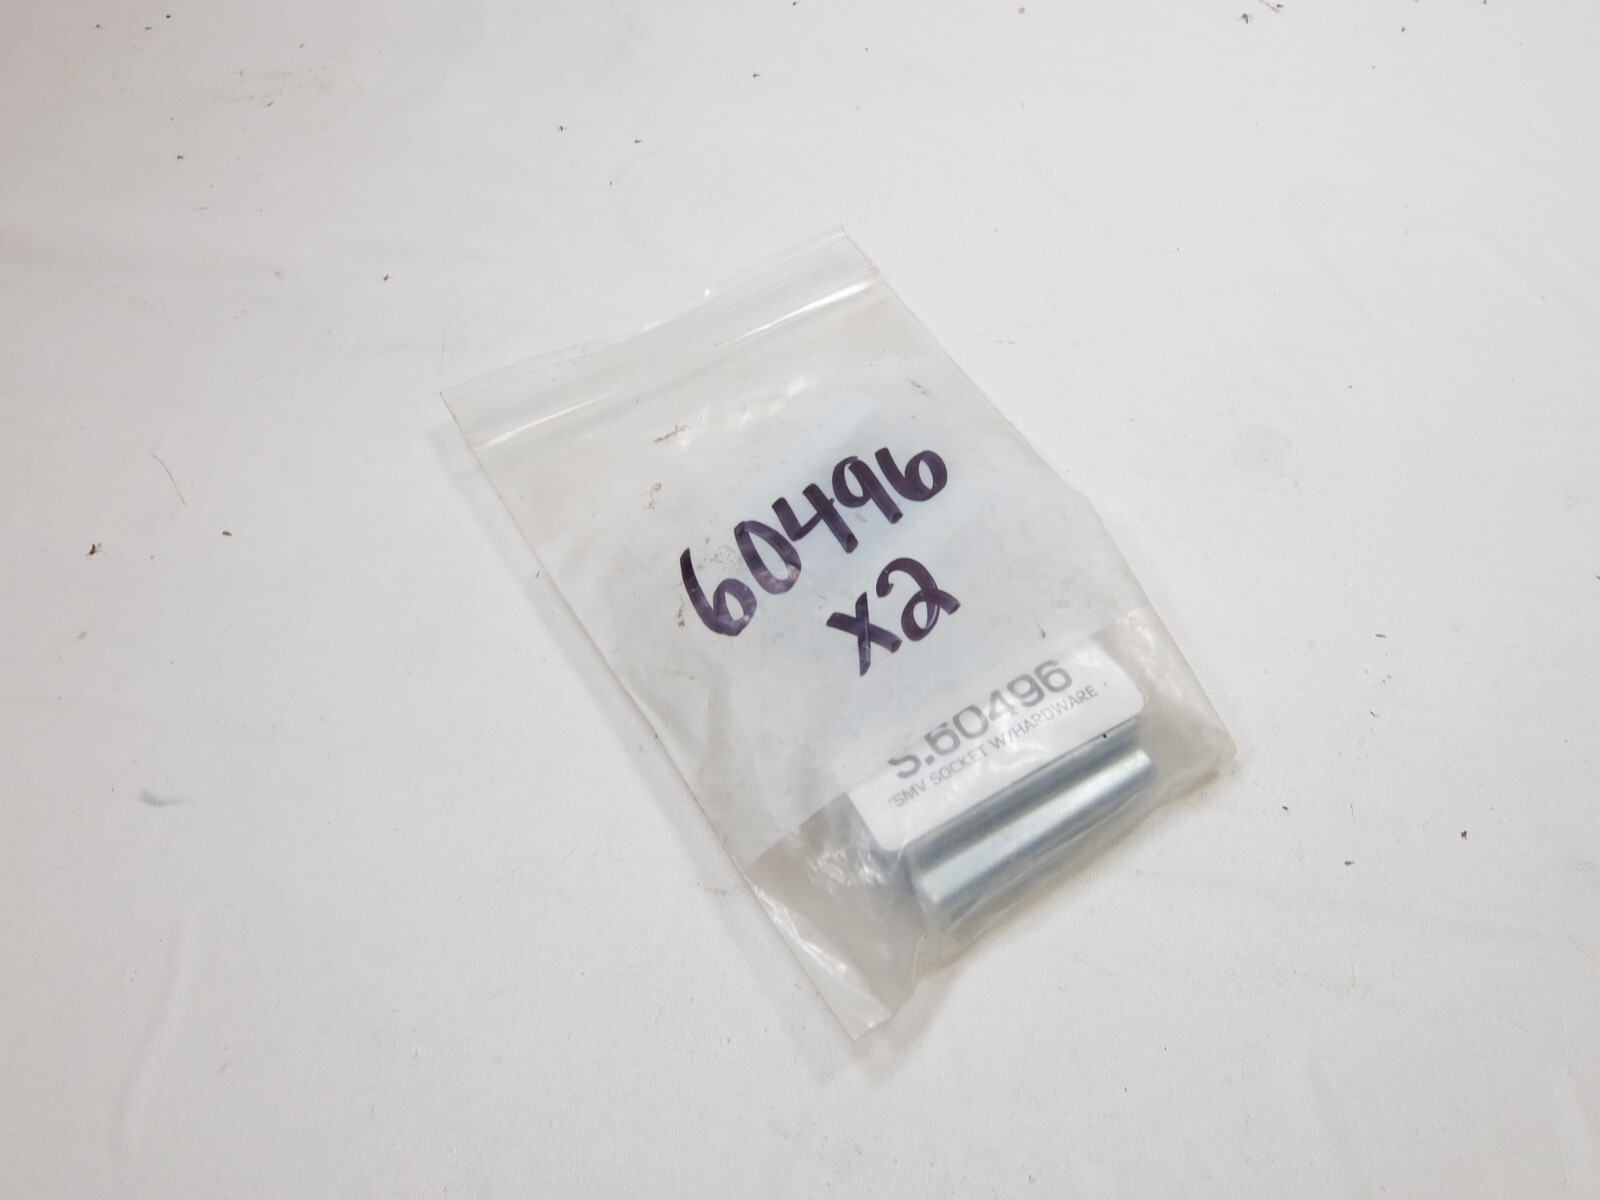 60496
x2
S.60496
SMV SOCKET W/HARDWARE